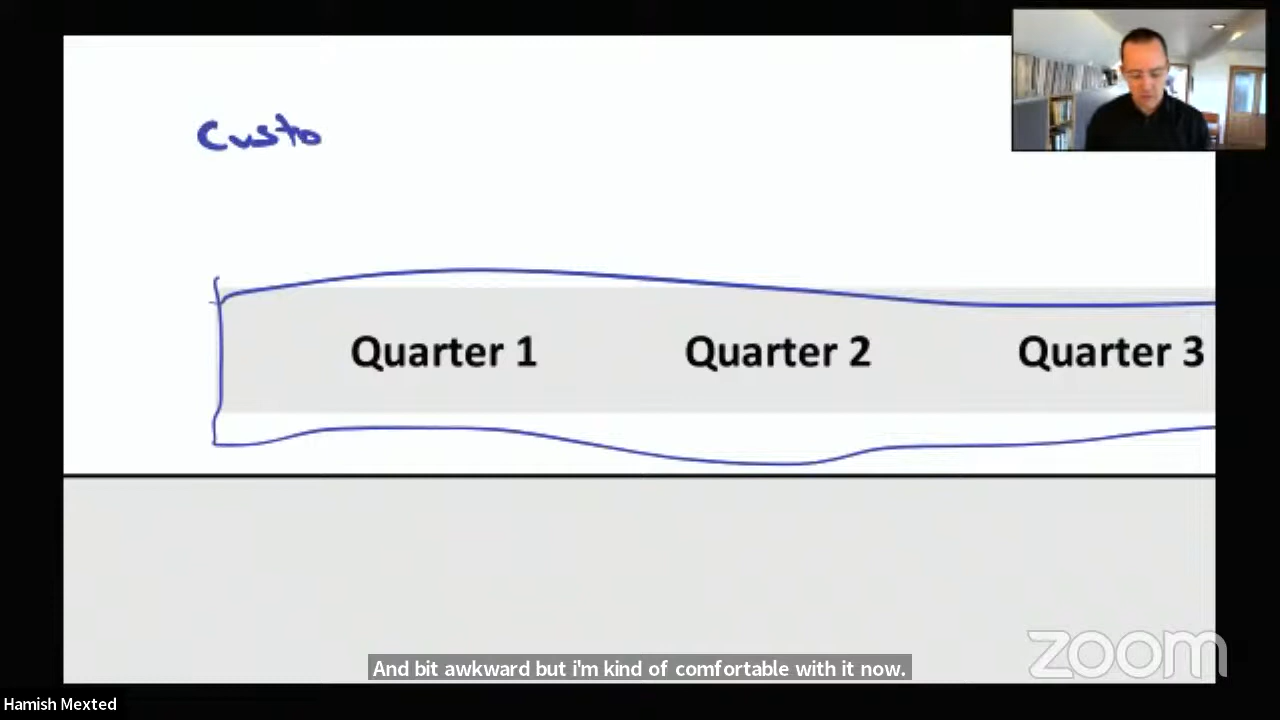 Custo
Quarter 1 Quarter 2 Quarter 3
zoom
And bit awkward but i'm kind of comfortable with it now.
Hamish Mexted